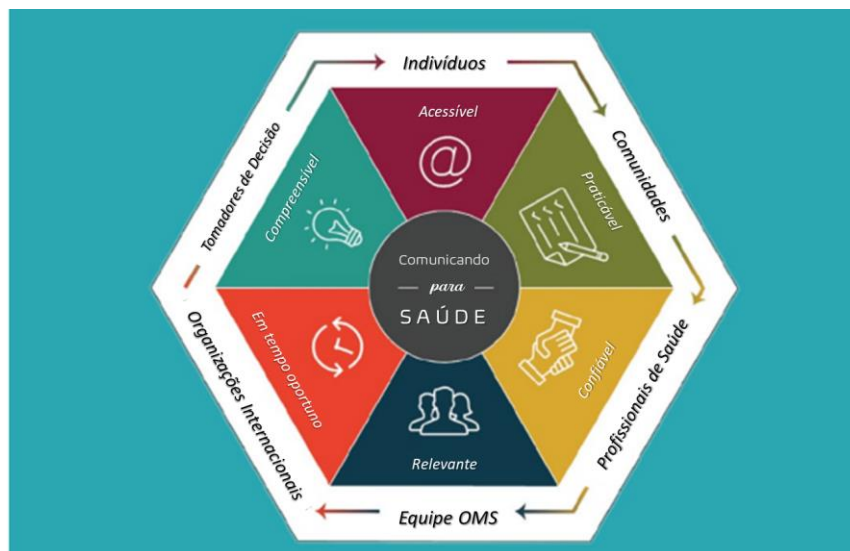 Indivíduos
Comunidades
Profissionais de Saúde
Equipe OMS
Organizações Internacionais
Tomadores de Decisão
Acessível
Praticável
Confiável
Relevante
Em tempo oportuno
Compreensível
Comunicando
para
SAÚDE